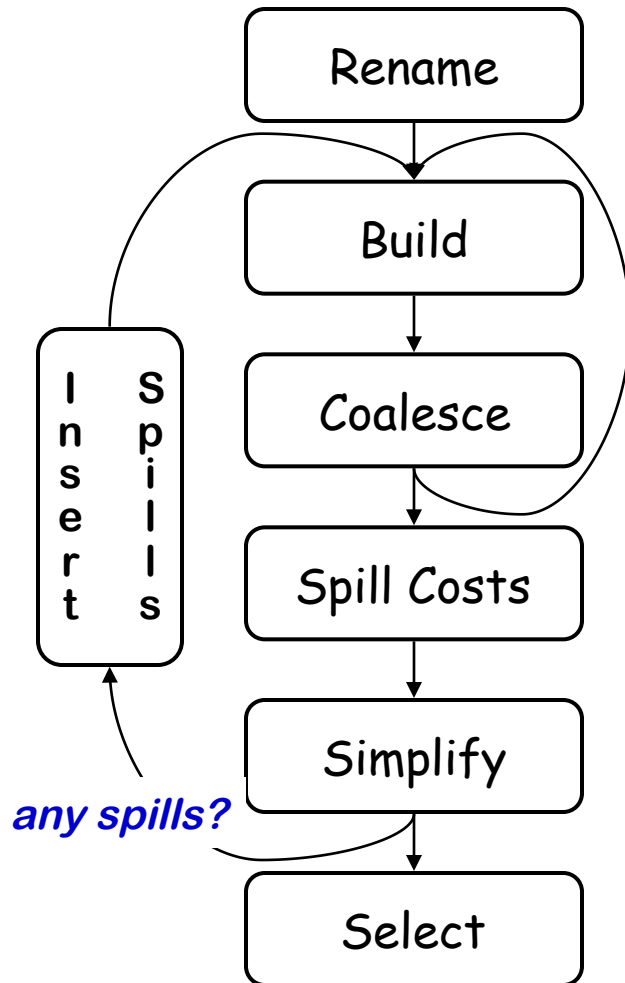 Rename
Build
Coalesce
Insert Spills
Spill Costs
Simplify
any spills?
Select